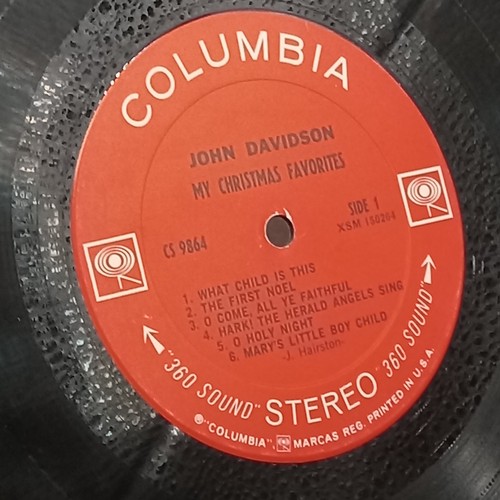 COLUMBIA
JOHN DAVIDSON
MY CHRISTMAS FAVORITES
CS 9864
SIDE 1
XSM 150264
1. WHAT CHILD IS THIS
2. THE FIRST NOEL
3. O COME, ALL YE FAITHFUL
4. HARK! THE HERALD ANGELS SING
5. O HOLY NIGHT
6. MARY'S LITTLE BOY CHILD
-J. Hairston-
"360 SOUND" STEREO "360 SOUND"
℗"COLUMBIA", MARCAS REG. PRINTED IN U.S.A.